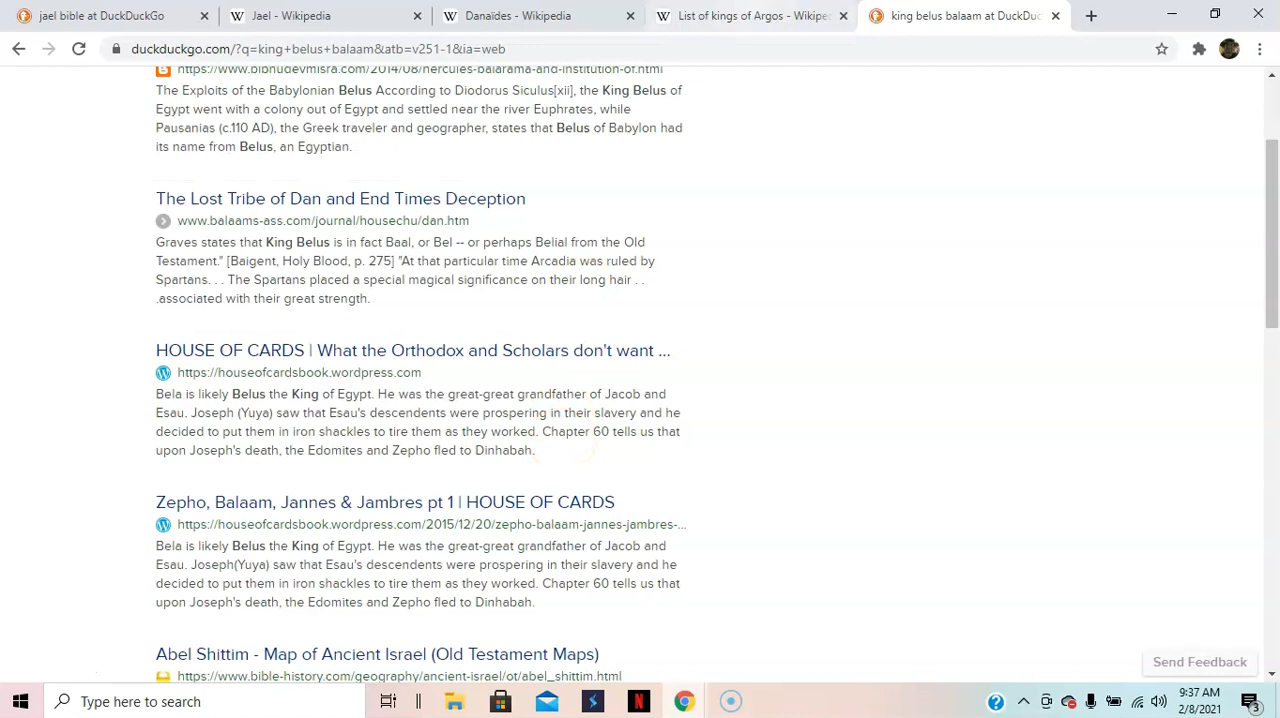 jael bible at DuckDuckGo
Jael - Wikipedia
Danaïdes - Wikipedia
List of kings of Argos - Wikipe
king belus balaam at DuckDu
duckduckgo.com/?q=king+belus+balaam&atb=v251-1&ia=web
https://www.bibhudevmisra.com/2014/08/hercules-balarama-and-institution-of.html
The Exploits of the Babylonian Belus According to Diodorus Siculus[xii], the King Belus of
Egypt went with a colony out of Egypt and settled near the river Euphrates, while
Pausanias (c.110 AD), the Greek traveler and geographer, states that Belus of Babylon had
its name from Belus, an Egyptian.
The Lost Tribe of Dan and End Times Deception
www.balaams-ass.com/journal/housechu/dan.htm
Graves states that King Belus is in fact Baal, or Bel -- or perhaps Belial from the Old
Testament." [Baigent, Holy Blood, p. 275] "At that particular time Arcadia was ruled by
Spartans. . . The Spartans placed a special magical significance on their long hair . .
.associated with their great strength.
HOUSE OF CARDS | What the Orthodox and Scholars don't want ...
https://houseofcardsbook.wordpress.com
Bela is likely Belus the King of Egypt. He was the great-great grandfather of Jacob and
Esau. Joseph (Yuya) saw that Esau's descendents were prospering in their slavery and he
decided to put them in iron shackles to tire them as they worked. Chapter 60 tells us that
upon Joseph's death, the Edomites and Zepho fled to Dinhabah.
Zepho, Balaam, Jannes & Jambres pt 1 | HOUSE OF CARDS
https://houseofcardsbook.wordpress.com/2015/12/20/zepho-balaam-jannes-jambres-...
Bela is likely Belus the King of Egypt. He was the great-great grandfather of Jacob and
Esau. Joseph(Yuya) saw that Esau's descendents were prospering in their slavery and he
decided to put them in iron shackles to tire them as they worked. Chapter 60 tells us that
upon Joseph's death, the Edomites and Zepho fled to Dinhabah.
Abel Shittim - Map of Ancient Israel (Old Testament Maps)
https://www.bible-history.com/geography/ancient-israel/ot/abel_shittim.html
Send Feedback
Type here to search
9:37 AM
2/8/2021
3